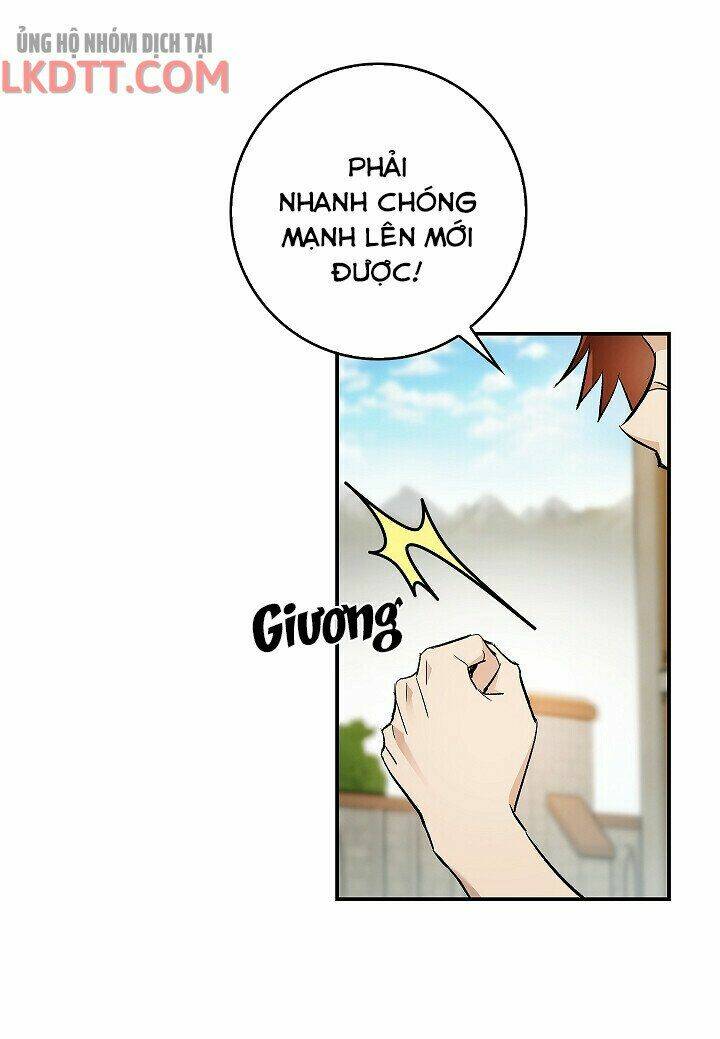 ỦNG HỘ NHÓM DỊCH TẠI
LKDTT.COM
PHẢI
NHANH CHÓNG
MẠNH LÊN MỚI
ĐƯỢC!
Giương